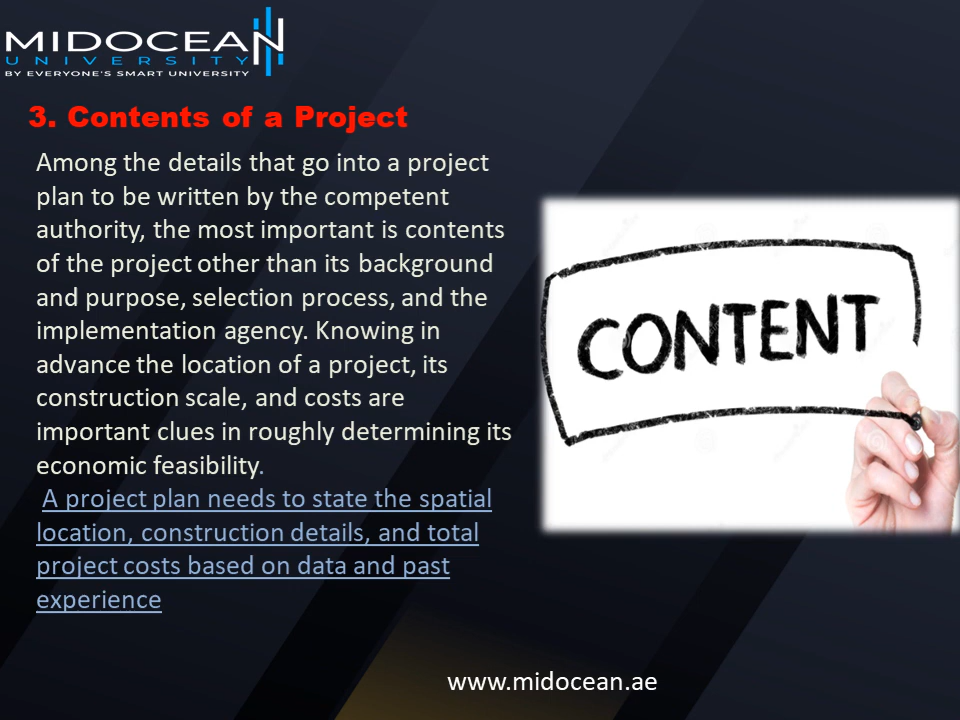 MIDOCEAN
UNIVERSITY
BY EVERYONE'S SMART UNIVERSITY
3. Contents of a Project
Among the details that go into a project
plan to be written by the competent
authority, the most important is contents
of the project other than its background
and purpose, selection process, and the
implementation agency. Knowing in
advance the location of a project, its
construction scale, and costs are
important clues in roughly determining its
economic feasibility.
A project plan needs to state the spatial
location, construction details, and total
project costs based on data and past
experience
CONTENT
www.midocean.ae